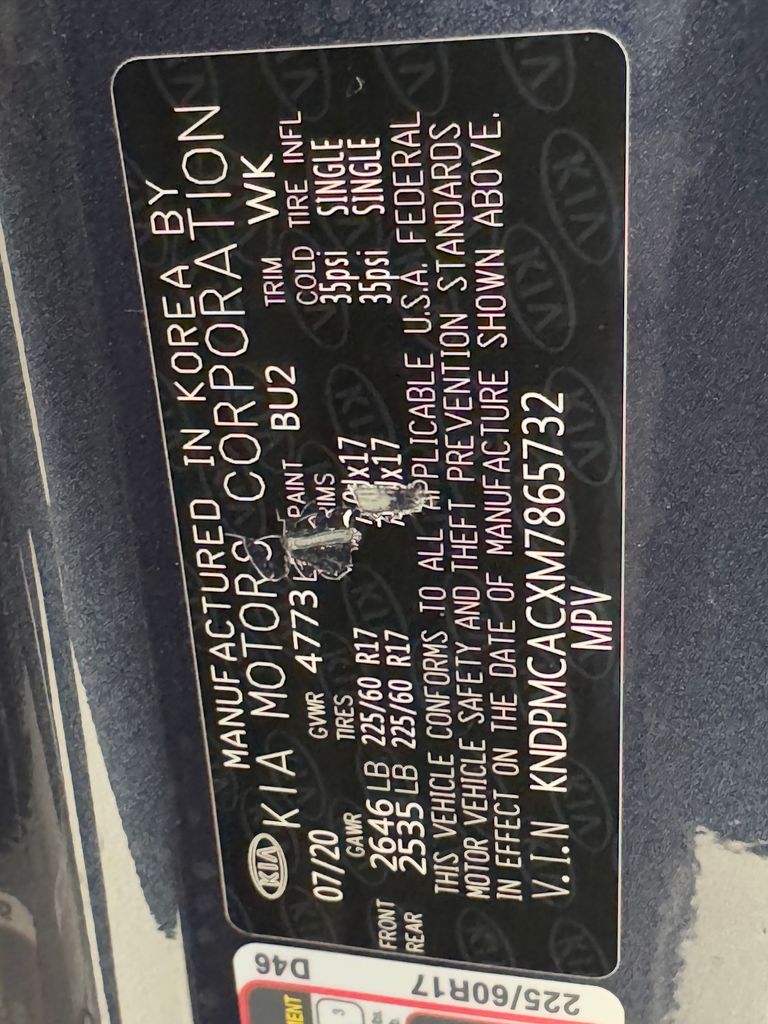 MANUFACTURED IN KOREA BY
KIA KIA MOTORS CORPORATION
07/20 GVWR 4773 PAINT BU2 TRIM WK
GAWR TIRES RIMS COLD TIRE INFL
FRONT 2646 LB 225/60 R17 x17 35psi SINGLE
REAR 2535 LB 225/60 R17 x17 35psi SINGLE
THIS VEHICLE CONFORMS TO ALL APPLICABLE U.S.A. FEDERAL
MOTOR VEHICLE SAFETY AND THEFT PREVENTION STANDARDS
IN EFFECT ON THE DATE OF MANUFACTURE SHOWN ABOVE.
V.I.N KNDPMCACXM7865732
MPV
D46
225/60R17